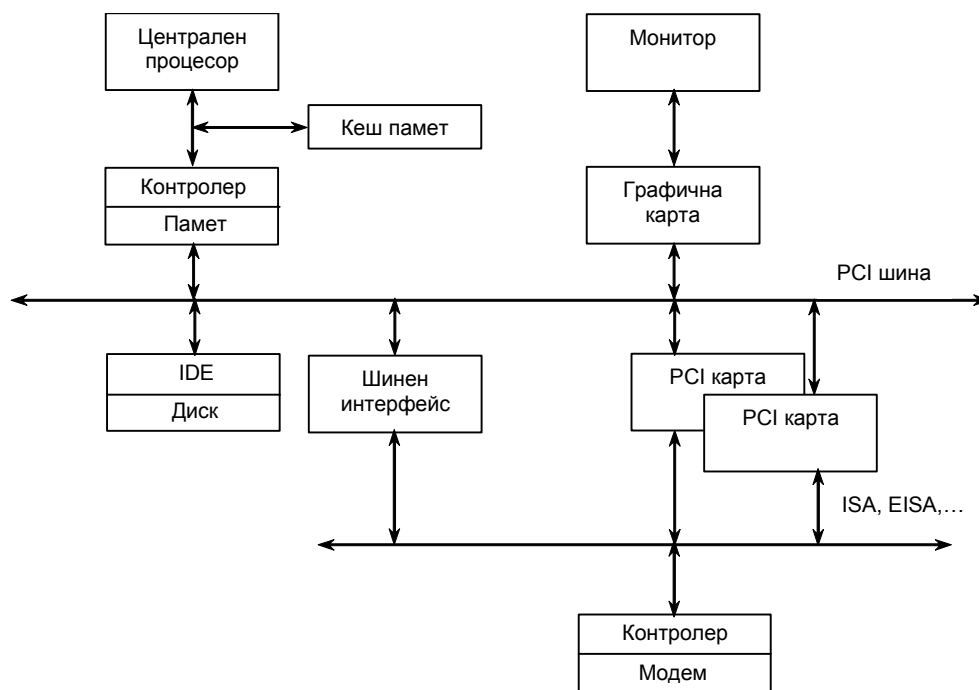 Централен
процесор
Монитор
Кеш памет
Контролер
Памет
Графична
карта
PCI шина
IDE
Диск
Шинен
интерфейс
PCI карта
PCI карта
ISA, EISA,…
Контролер
Модем